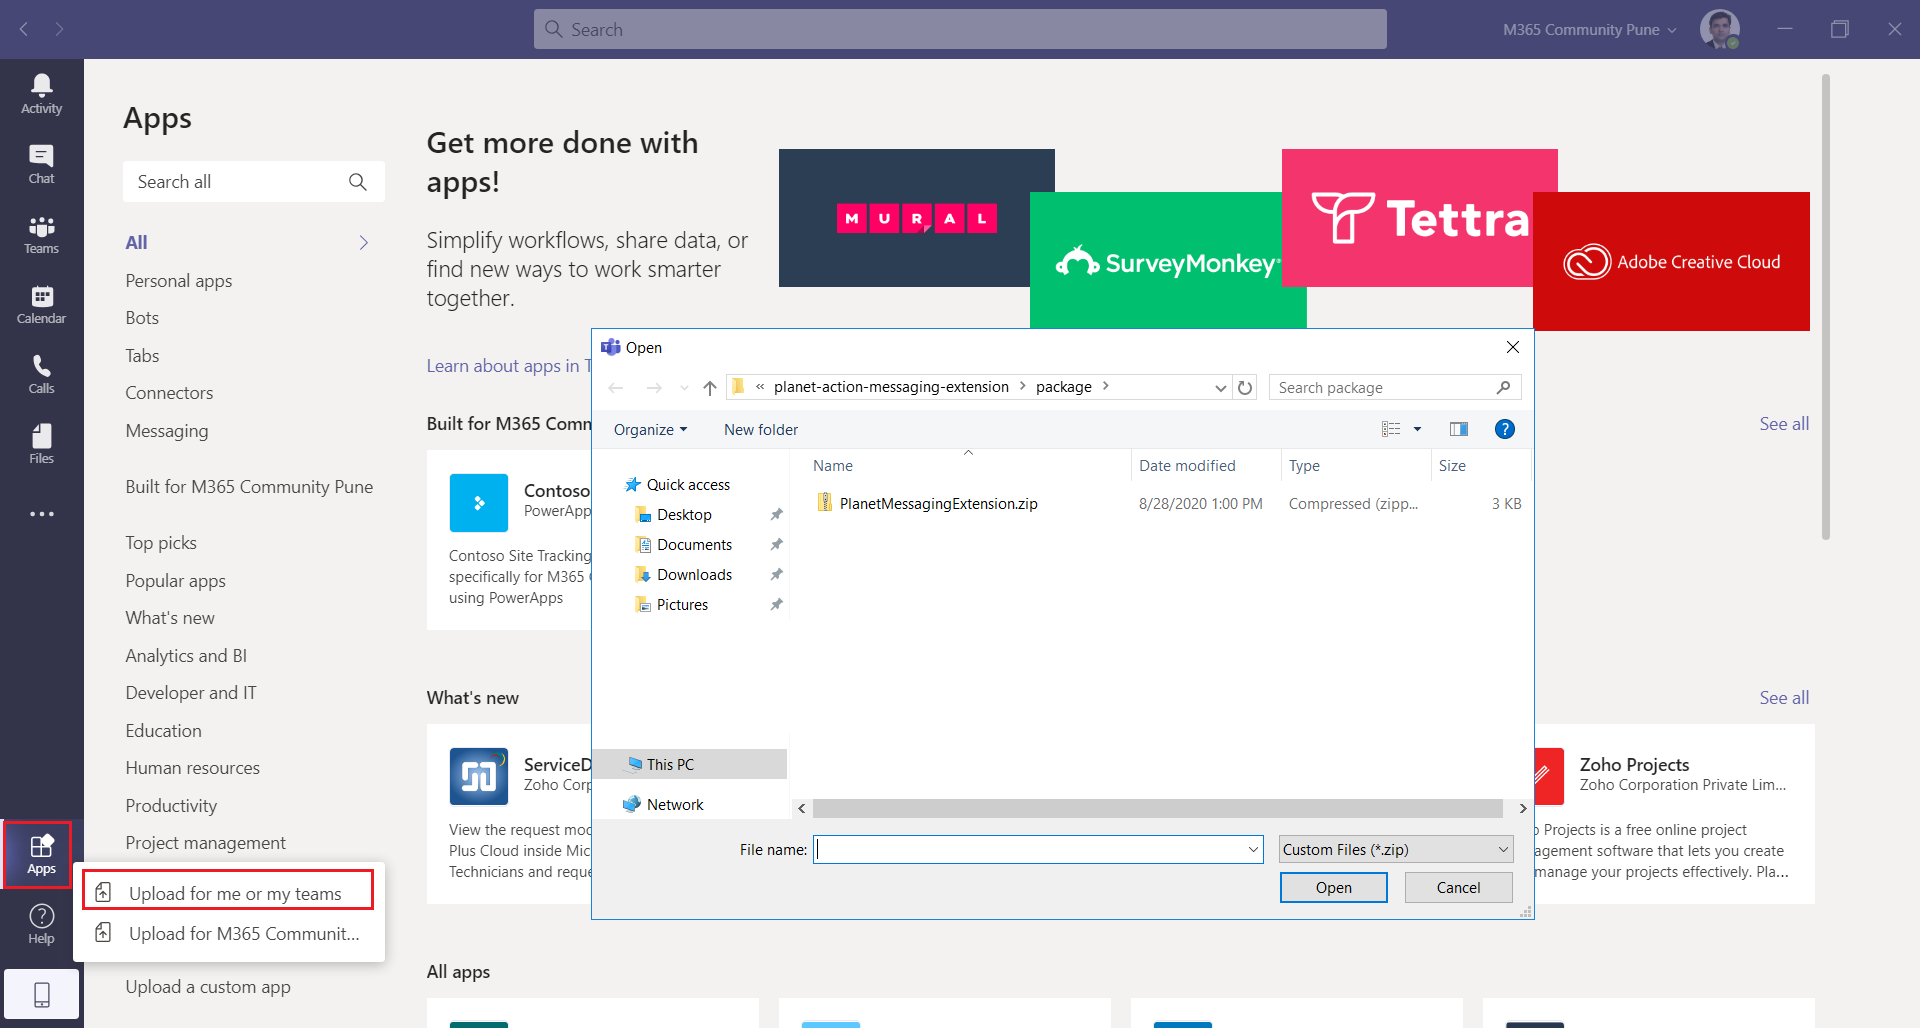 Search
M365 Community Pune
Activity
Chat
Teams
Calendar
Calls
Files
Apps
Help
Apps
Search all
All
Personal apps
Bots
Tabs
Connectors
Messaging
Built for M365 Community Pune
Top picks
Popular apps
What's new
Analytics and BI
Developer and IT
Education
Human resources
Productivity
Project management
Upload for me or my teams
Upload for M365 Communit...
Upload a custom app
Get more done with
apps!
Simplify workflows, share data, or
find new ways to work smarter
together.
Learn about apps in T
MURAL
SurveyMonkey
Tettra
Adobe Creative Cloud
Built for M365 Comm
See all
Contoso
PowerApp
Contoso Site Tracking
specifically for M365
using PowerApps
What's new
See all
ServiceD
Zoho Corp
View the request mod
Plus Cloud inside Mic
Technicians and reque
Zoho Projects
Zoho Corporation Private Lim...
Projects is a free online project
agement software that lets you create
manage your projects effectively. Pla...
All apps
Open
« planet-action-messaging-extension > package >
Search package
Organize
New folder
?
Name
Date modified
Type
Size
Quick access
Desktop
Documents
Downloads
Pictures
This PC
Network
PlanetMessagingExtension.zip
8/28/2020 1:00 PM
Compressed (zipp...
3 KB
File name:
Custom Files (*.zip)
Open
Cancel